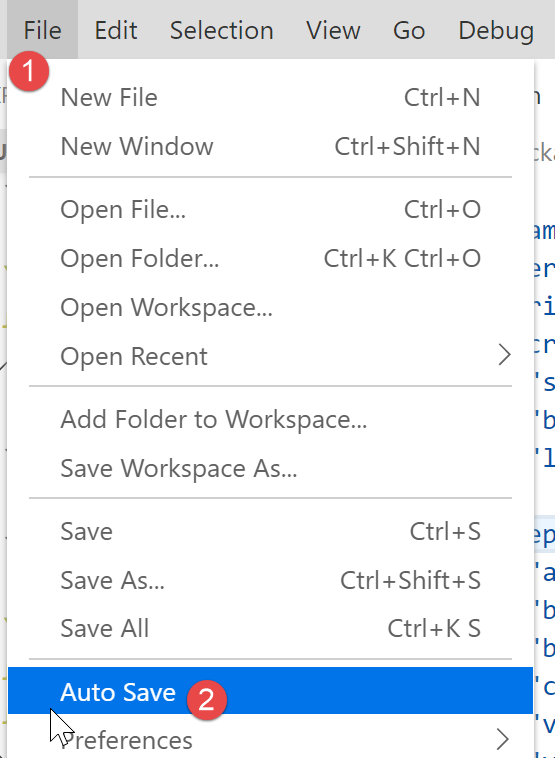 File Edit Selection View Go Debug
1
New File Ctrl+N
New Window Ctrl+Shift+N
Open File... Ctrl+O
Open Folder... Ctrl+K Ctrl+O
Open Workspace...
Open Recent
Add Folder to Workspace...
Save Workspace As...
Save Ctrl+S
Save As... Ctrl+Shift+S
Save All Ctrl+K S
Auto Save 2
Preferences